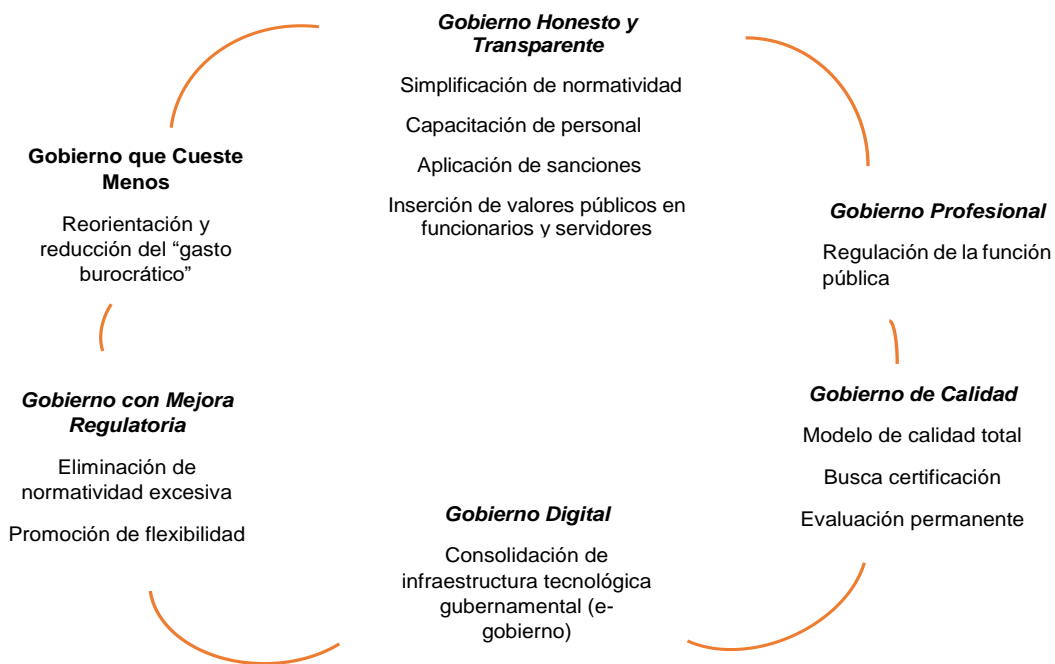 Gobierno Honesto y
Transparente
Simplificación de normatividad
Capacitación de personal
Aplicación de sanciones
Inserción de valores públicos en
funcionarios y servidores
Gobierno Profesional
Regulación de la función
pública
Gobierno de Calidad
Modelo de calidad total
Busca certificación
Evaluación permanente
Gobierno Digital
Consolidación de
infraestructura tecnológica
gubernamental (e-
gobierno)
Gobierno con Mejora
Regulatoria
Eliminación de
normatividad excesiva
Promoción de flexibilidad
Gobierno que Cueste
Menos
Reorientación y
reducción del “gasto
burocrático”